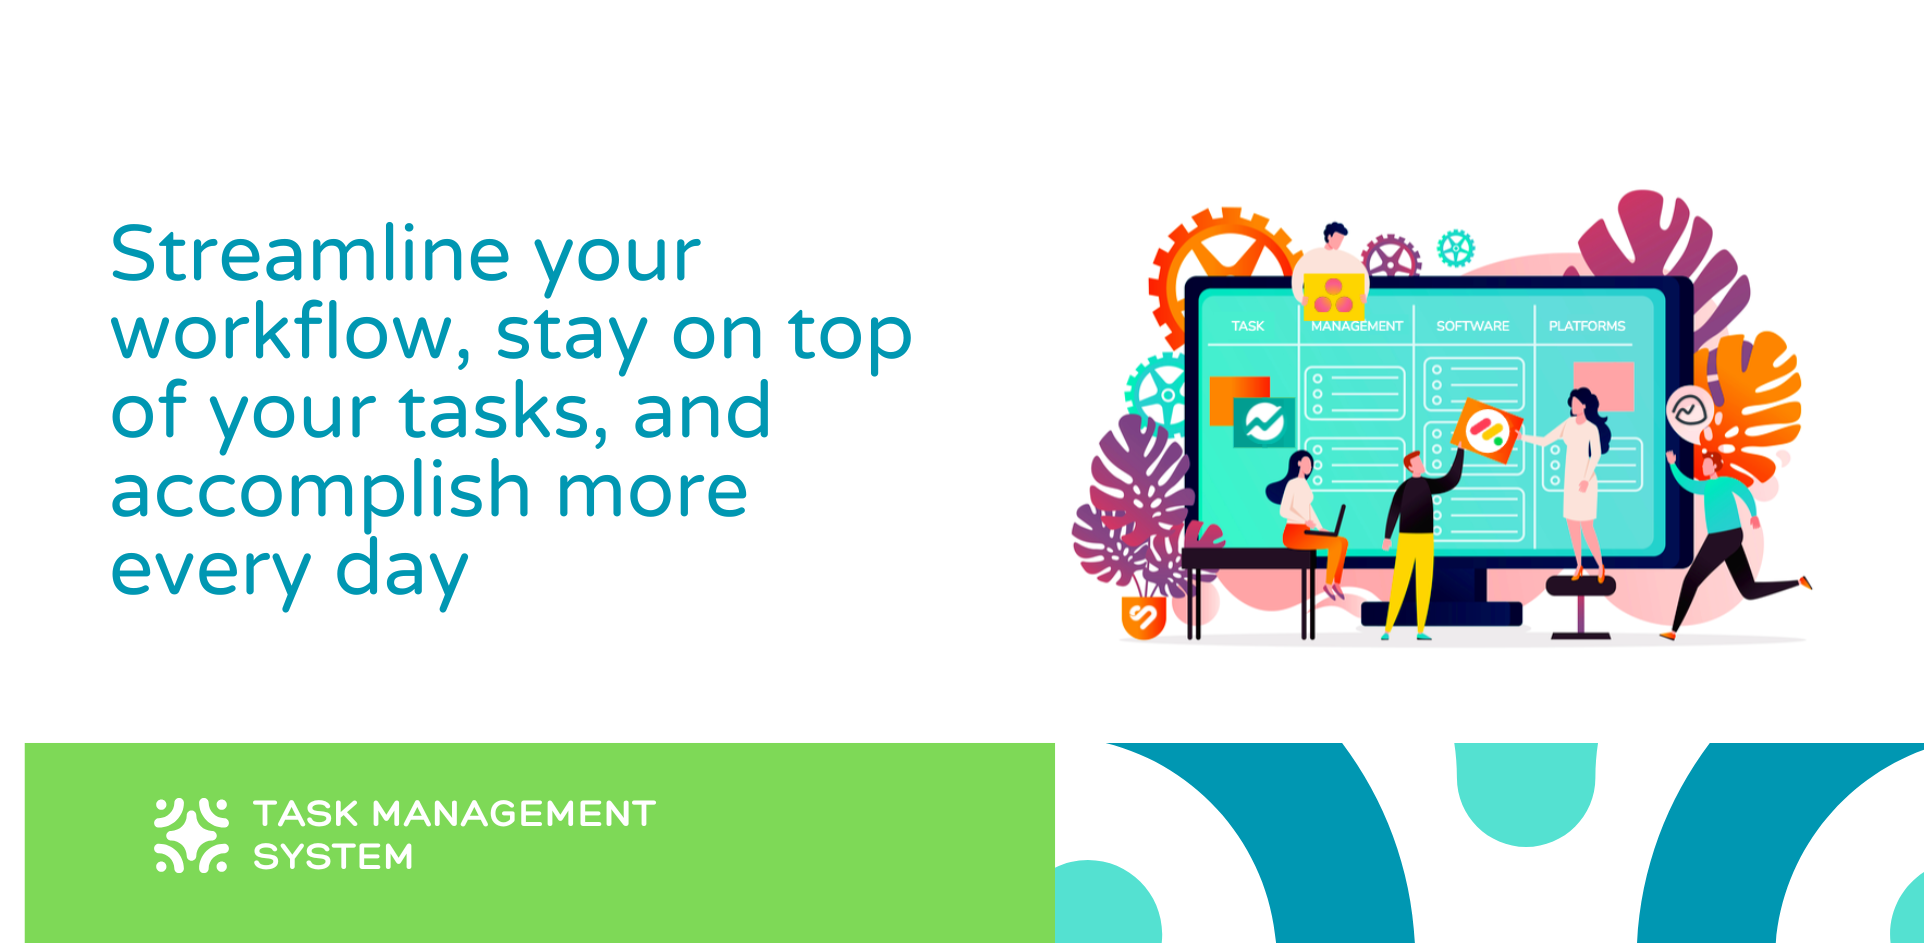 Streamline your
workflow, stay on top
of your tasks, and
accomplish more
every day
TASK MANAGEMENT SOFTWARE PLATFORMS
TASK MANAGEMENT
SYSTEM